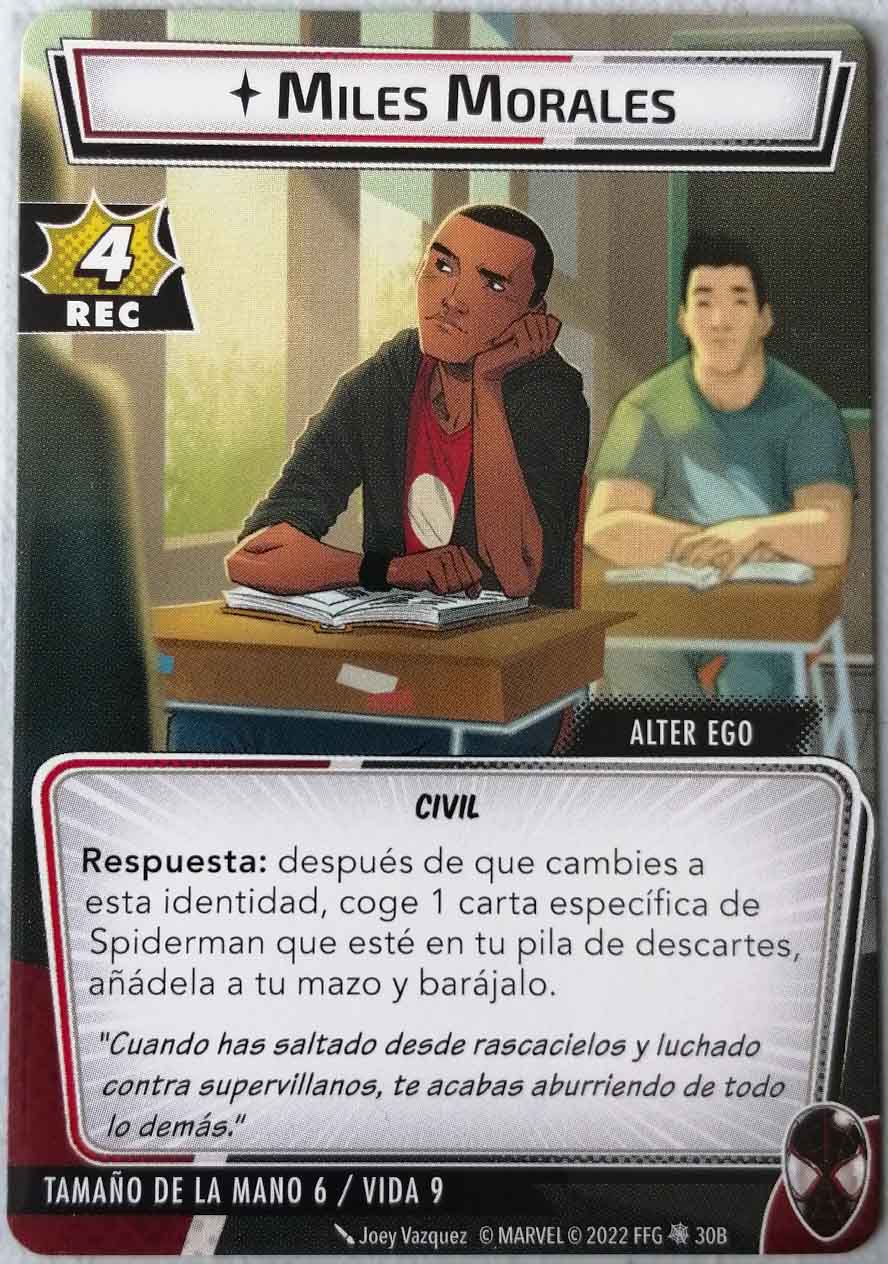 MILES MORALES
4
REC
ALTER EGO
CIVIL
Respuesta: después de que cambies a
esta identidad, coge 1 carta específica de
Spiderman que esté en tu pila de descartes,
añádela a tu mazo y barájalo.
"Cuando has saltado desde rascacielos y luchado
contra supervillanos, te acabas aburriendo de todo
lo demás."
TAMAÑO DE LA MANO 6 / VIDA 9
Joey Vazquez © MARVEL © 2022 FFG 30B